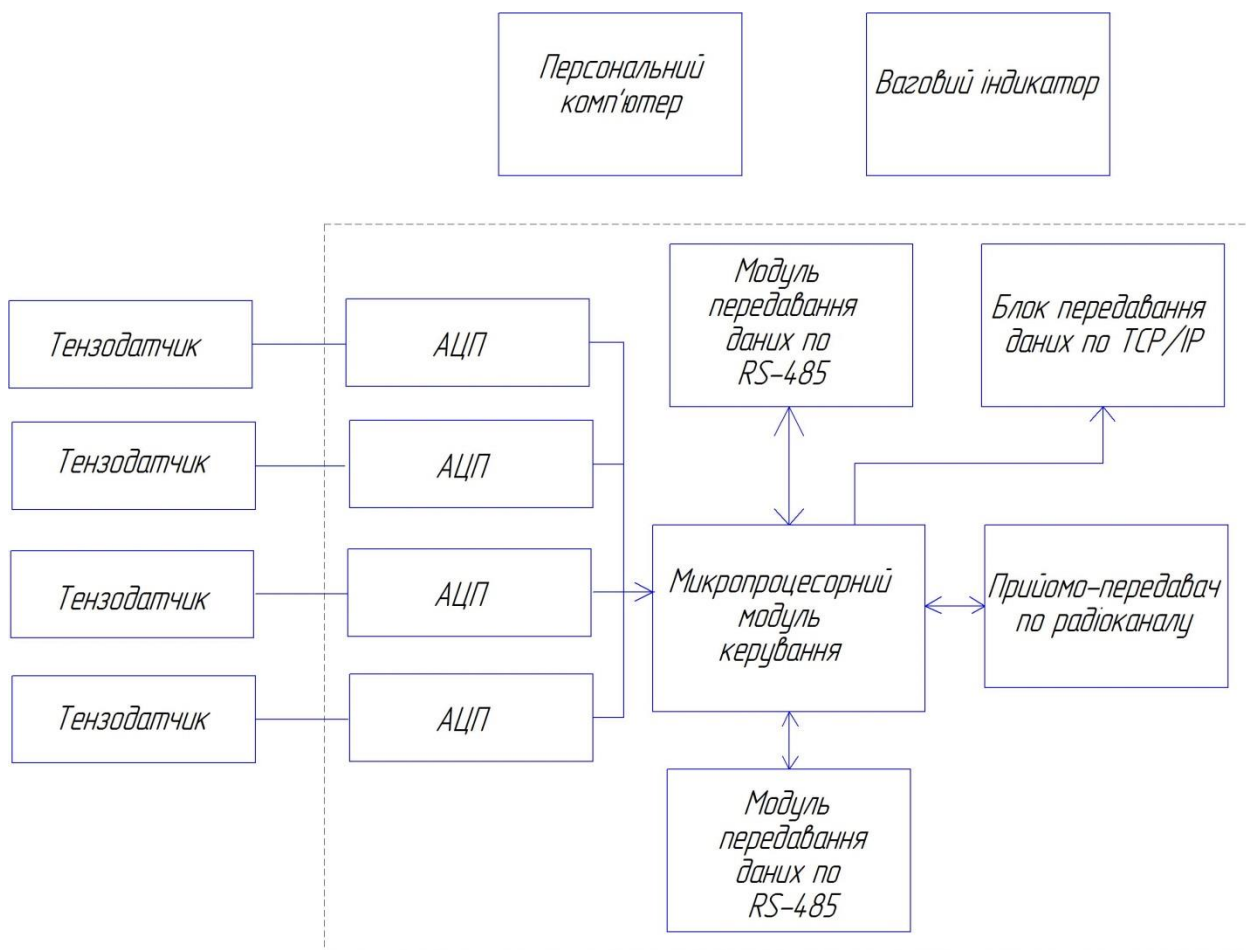 Персональний
комп'ютер
Ваговий індикатор
Модуль
передавання
даних по
RS-485
Блок передавання
даних по TCP/IP
Тензодатчик
АЦП
Тензодатчик
АЦП
Тензодатчик
АЦП
Микропроцесорний
модуль
керування
Прийомо-передавач
по радіоканалу
Тензодатчик
АЦП
Модуль
передавання
даних по
RS-485